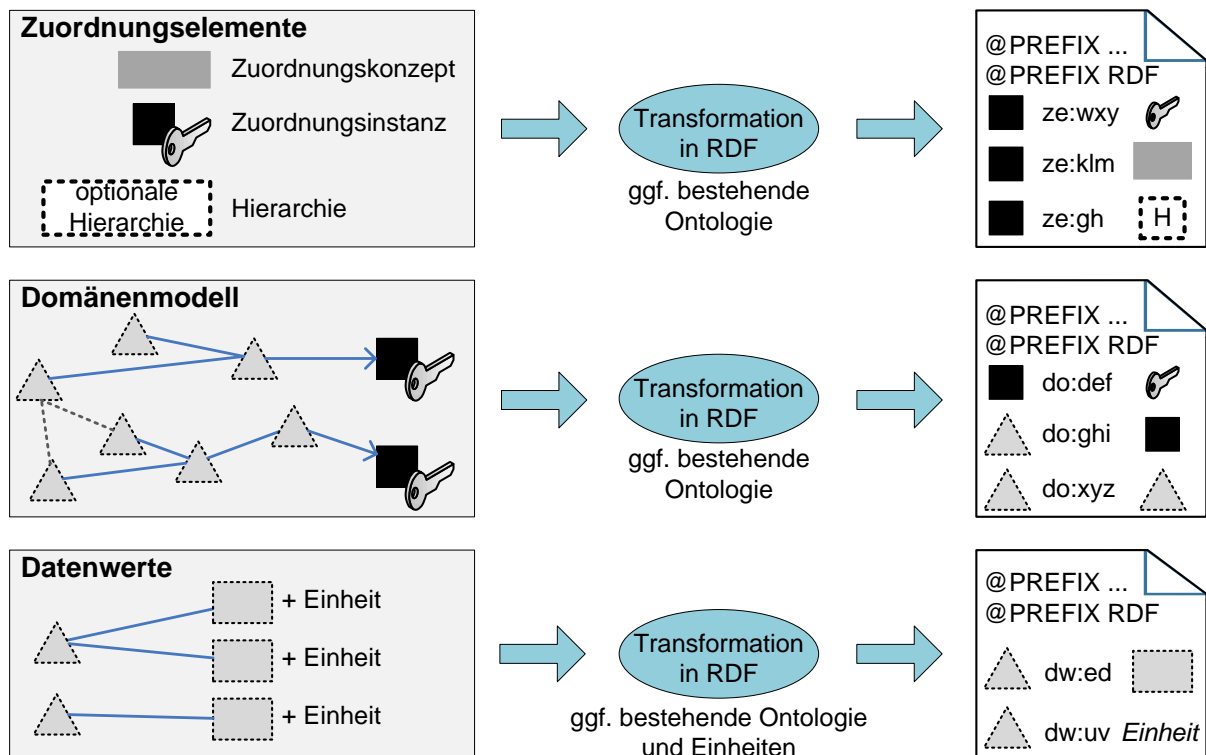 Zuordnungselemente
Zuordnungskonzept
Zuordnungsinstanz
optionale
Hierarchie
Hierarchie
Transformation
in RDF
ggf. bestehende
Ontologie
@PREFIX ...
@PREFIX RDF
ze:wxy
ze:klm
ze:gh H
Domänenmodell
Transformation
in RDF
ggf. bestehende
Ontologie
@PREFIX ...
@PREFIX RDF
do:def
do:ghi
do:xyz
Datenwerte
+ Einheit
+ Einheit
+ Einheit
Transformation
in RDF
ggf. bestehende Ontologie
und Einheiten
@PREFIX ...
@PREFIX RDF
dw:ed
dw:uv Einheit